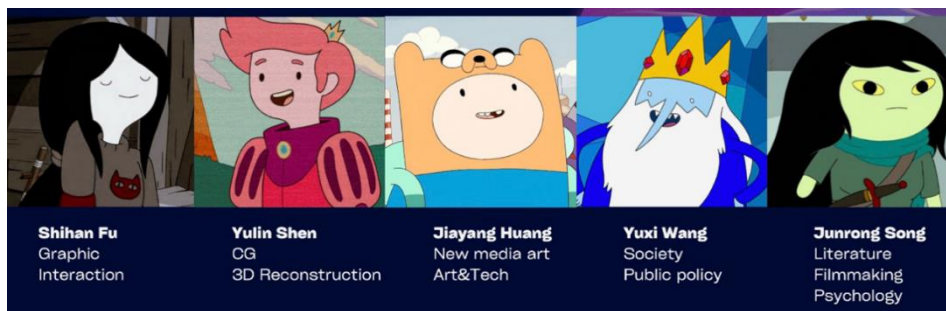 Shihan Fu
Graphic
Interaction
Yulin Shen
CG
3D Reconstruction
Jiayang Huang
New media art
Art&Tech
Yuxi Wang
Society
Public policy
Junrong Song
Literature
Filmmaking
Psychology